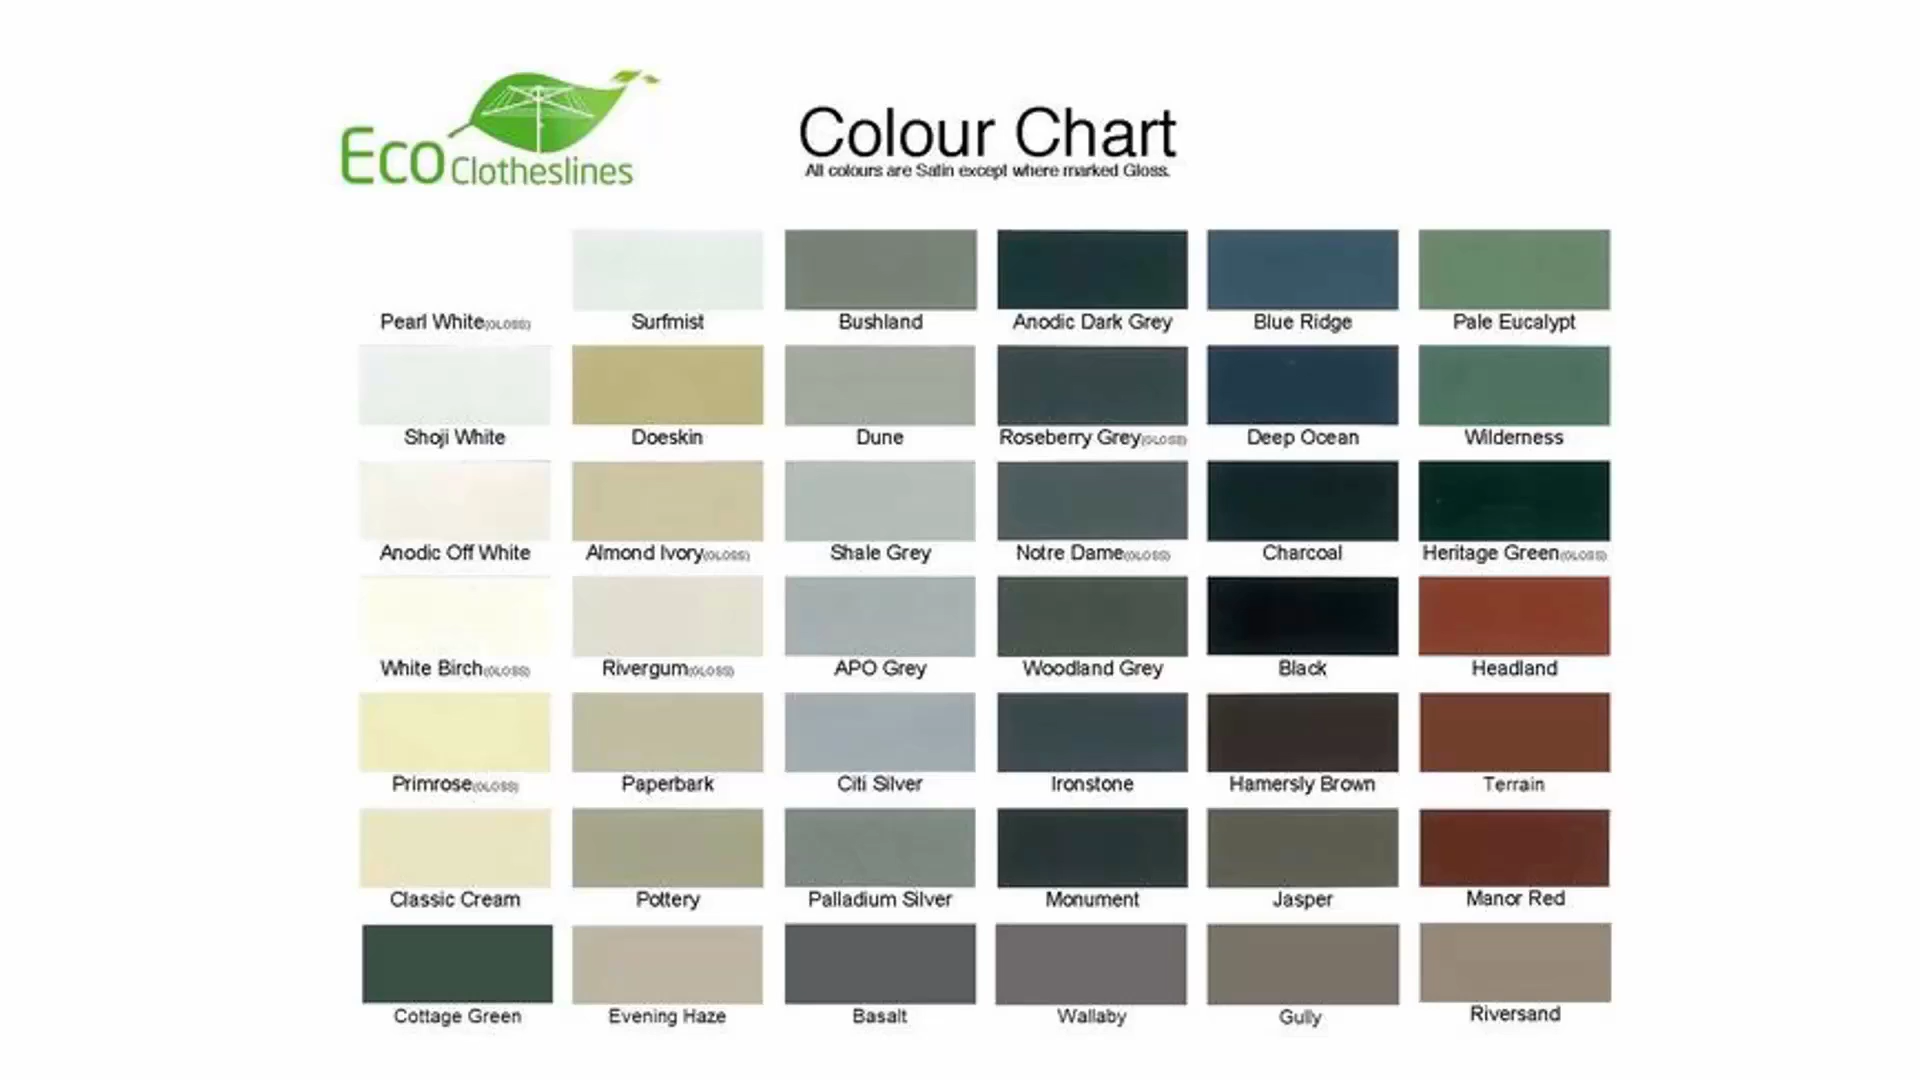 Eco Clotheslines
Colour Chart
All colours are Satin except where marked Gloss.
Pearl White(GLOSS) Surfmist Bushland Anodic Dark Grey Blue Ridge Pale Eucalypt
Shoji White Doeskin Dune Roseberry Grey(GLOSS) Deep Ocean Wilderness
Anodic Off White Almond Ivory(GLOSS) Shale Grey Notre Dame(GLOSS) Charcoal Heritage Green(GLOSS)
White Birch(GLOSS) Rivergum(GLOSS) APO Grey Woodland Grey Black Headland
Primrose(GLOSS) Paperbark Citi Silver Ironstone Hamersly Brown Terrain
Classic Cream Pottery Palladium Silver Monument Jasper Manor Red
Cottage Green Evening Haze Basalt Wallaby Gully Riversand